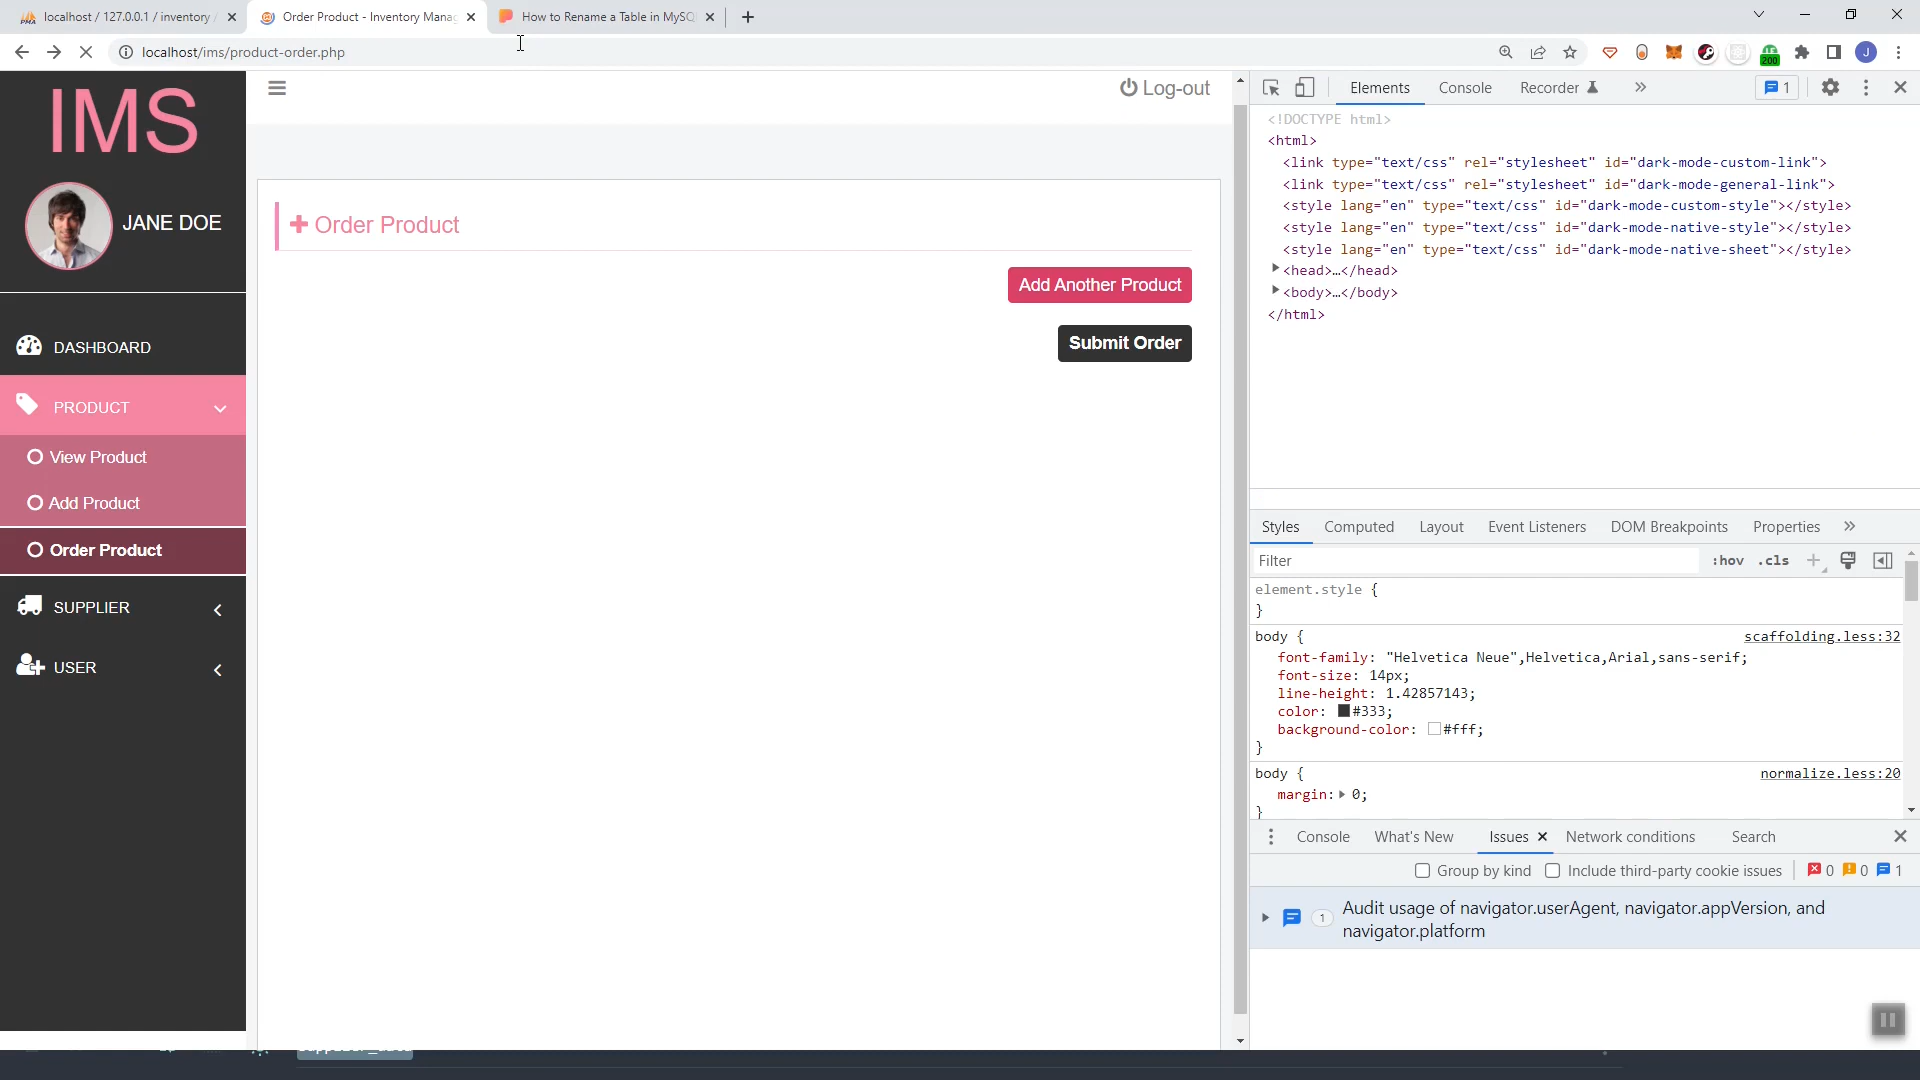 localhost / 127.0.0.1 / inventory
Order Product - Inventory Manag
How to Rename a Table in MySQ
localhost/ims/product-order.php
200
J
IMS
JANE DOE
DASHBOARD
PRODUCT
View Product
Add Product
Order Product
SUPPLIER
USER
Log-out
Order Product
Add Another Product
Submit Order
Elements Console Recorder 1
<!DOCTYPE html>
<html>
<link type="text/css" rel="stylesheet" id="dark-mode-custom-link">
<link type="text/css" rel="stylesheet" id="dark-mode-general-link">
<style lang="en" type="text/css" id="dark-mode-custom-style"></style>
<style lang="en" type="text/css" id="dark-mode-native-style"></style>
<style lang="en" type="text/css" id="dark-mode-native-sheet"></style>
<head>…</head>
<body>…</body>
</html>
Styles Computed Layout Event Listeners DOM Breakpoints Properties
Filter :hov .cls
element.style {
}
body { scaffolding.less:32
font-family: "Helvetica Neue",Helvetica,Arial,sans-serif;
font-size: 14px;
line-height: 1.42857143;
color: #333;
background-color: #fff;
}
body { normalize.less:20
margin: 0;
}
Console What's New Issues Network conditions Search
Group by kind Include third-party cookie issues 0 0 1
1 Audit usage of navigator.userAgent, navigator.appVersion, and
navigator.platform